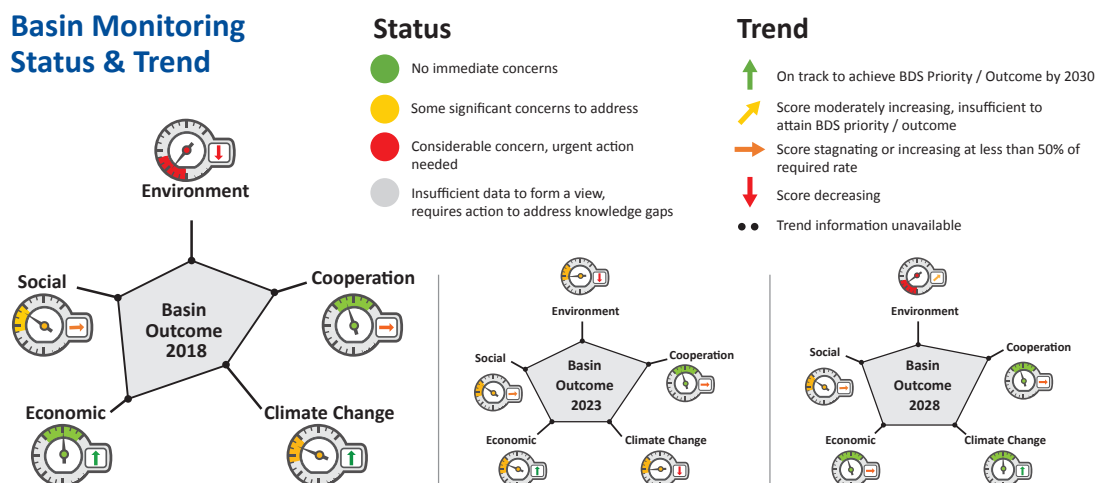 Basin Monitoring
Status & Trend
Status
No immediate concerns
Some significant concerns to address
Considerable concern, urgent action
needed
Insufficient data to form a view,
requires action to address knowledge gaps
Trend
On track to achieve BDS Priority / Outcome by 2030
Score moderately increasing, insufficient to
attain BDS priority / outcome
Score stagnating or increasing at less than 50% of
required rate
Score decreasing
Trend information unavailable
Environment
Social
Cooperation
Basin
Outcome
2018
Economic
Climate Change
Environment
Social
Cooperation
Basin
Outcome
2023
Economic
Climate Change
Environment
Social
Cooperation
Basin
Outcome
2028
Economic
Climate Change